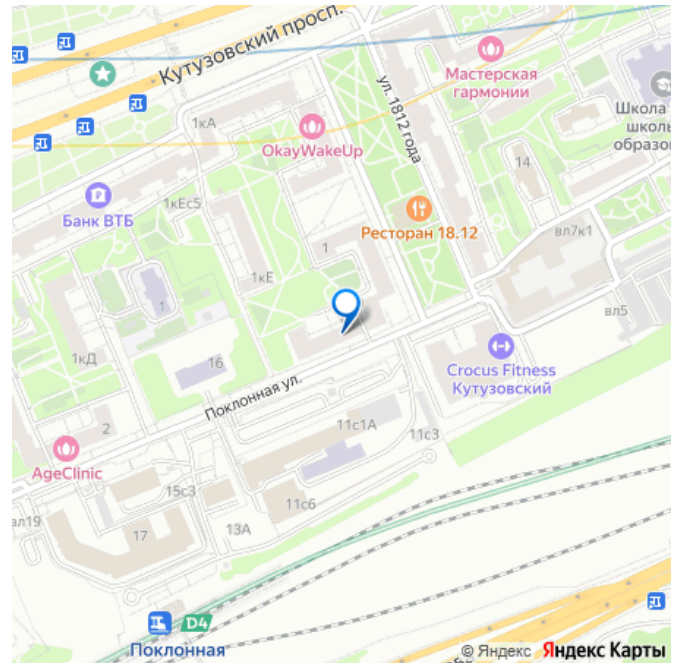 Кутузовский просп.
ул. 1812 года
Мастерская
гармонии
Школа
школь
образо
1кА
OkayWakeUp
14
1кЕс5
Банк ВТБ
Ресторан 18.12
1
1кЕ
вл7к1
1
вл5
1кД
16
Crocus Fitness
Кутузовский
Поклонная ул.
2
11с1А
11с3
AgeClinic
15с3
11с6
вл19
17
13А
D4
Поклонная
© Яндекс Яндекс Карты